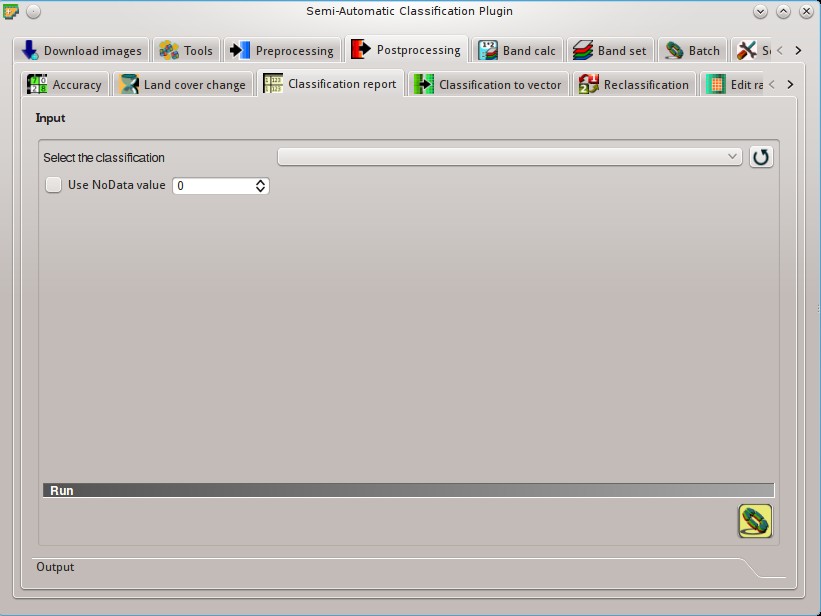 Semi-Automatic Classification Plugin
Download images Tools Preprocessing Postprocessing Band calc Band set Batch
Accuracy Land cover change Classification report Classification to vector Reclassification Edit ra
Input
Select the classification
Use NoData value 0
Run
Output